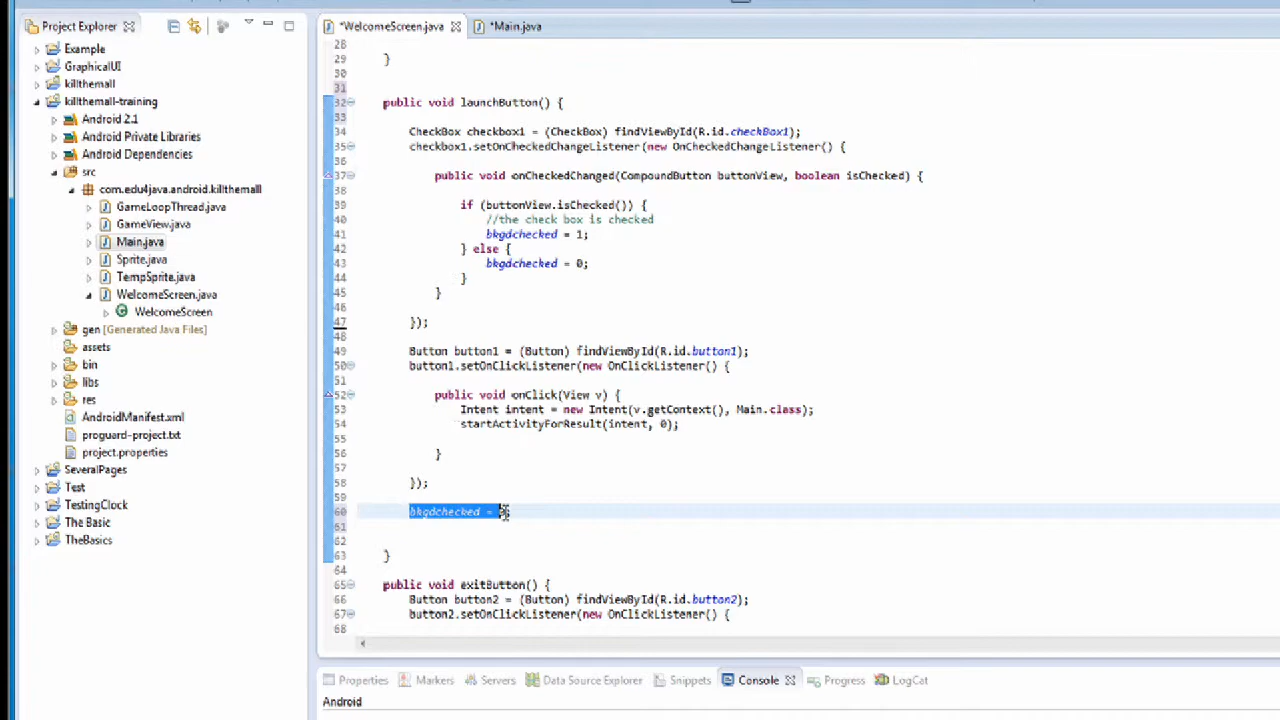 Project Explorer
*WelcomeScreen.java
*Main.java
Example
GraphicalUI
killthemall
killthemall-training
Android 2.1
Android Private Libraries
Android Dependencies
src
com.edu4java.android.killthemall
GameLoopThread.java
GameView.java
Main.java
Sprite.java
TempSprite.java
WelcomeScreen.java
WelcomeScreen
gen [Generated Java Files]
assets
bin
libs
res
AndroidManifest.xml
proguard-project.txt
project.properties
SeveralPages
Test
TestingClock
The Basic
TheBasics
28
29 }
30
31
32 public void launchButton() {
33
34 CheckBox checkbox1 = (CheckBox) findViewById(R.id.checkBox1);
35 checkbox1.setOnCheckedChangeListener(new OnCheckedChangeListener() {
36
37 public void onCheckedChanged(CompoundButton buttonView, boolean isChecked) {
38
39 if (buttonView.isChecked()) {
40 //the check box is checked
41 bkgdchecked = 1;
42 } else {
43 bkgdchecked = 0;
44 }
45 }
46
47 });
48
49 Button button1 = (Button) findViewById(R.id.button1);
50 button1.setOnClickListener(new OnClickListener() {
51
52 public void onClick(View v) {
53 Intent intent = new Intent(v.getContext(), Main.class);
54 startActivityForResult(intent, 0);
55
56 }
57
58 });
59
60 bkgdchecked =
61
62
63 }
64
65 public void exitButton() {
66 Button button2 = (Button) findViewById(R.id.button2);
67 button2.setOnClickListener(new OnClickListener() {
68
Properties Markers Servers Data Source Explorer Snippets Console Progress LogCat
Android